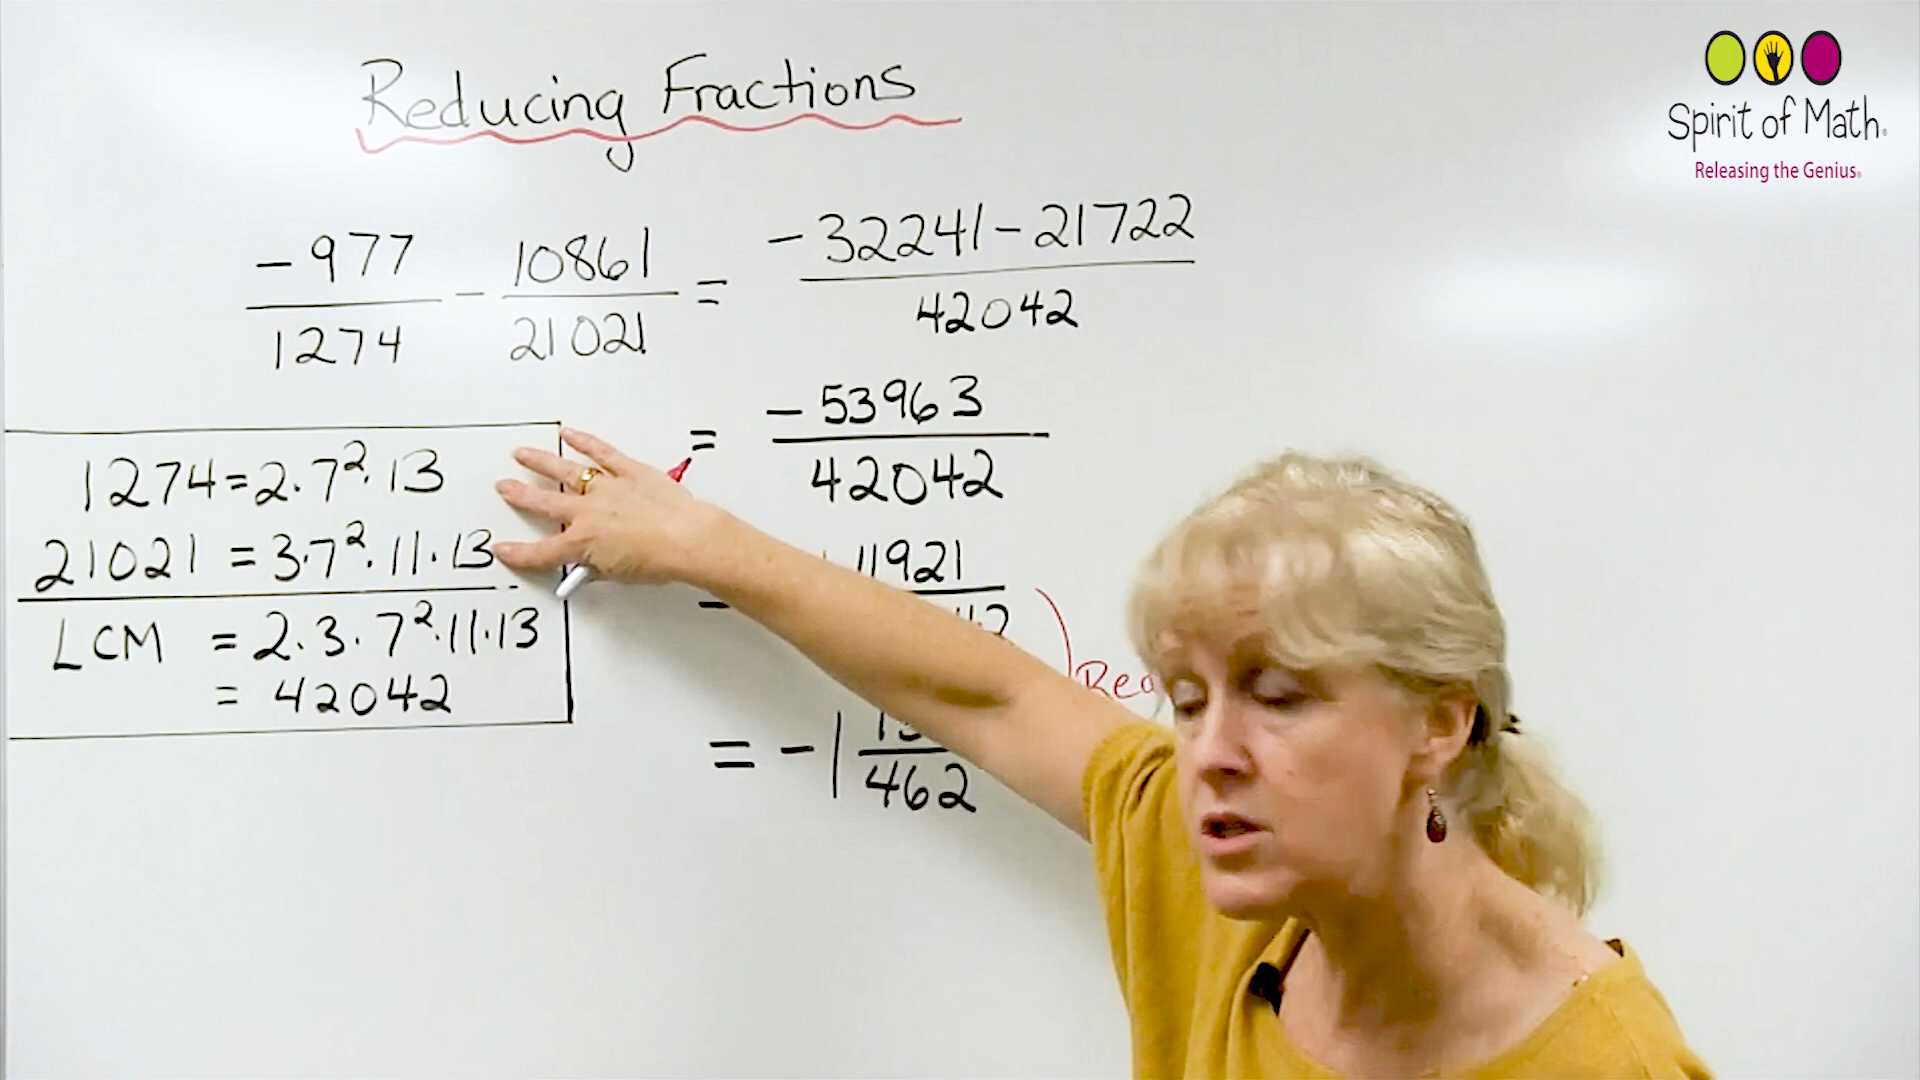 Reducing Fractions
Spirit of Math
Releasing the Genius
-977 / 1274 - 10861 / 21021 = -32241-21722 / 42042
= -53963 / 42042
11921
= -1 / 462
1274 = 2·7²·13
21021 = 3·7²·11·13
LCM = 2·3·7²·11·13
= 42042